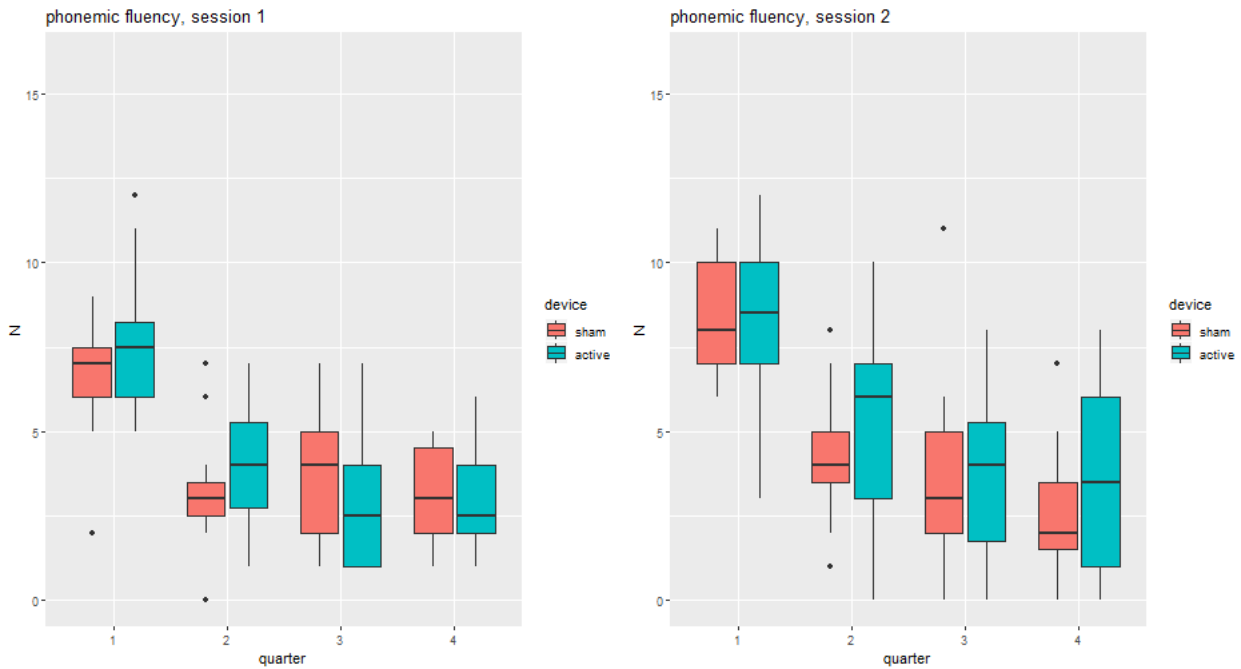 phonemic fluency, session 1
15
10
5
0
N
1 2 3 4
quarter
device
sham
active
phonemic fluency, session 2
15
10
5
0
N
1 2 3 4
quarter
device
sham
active